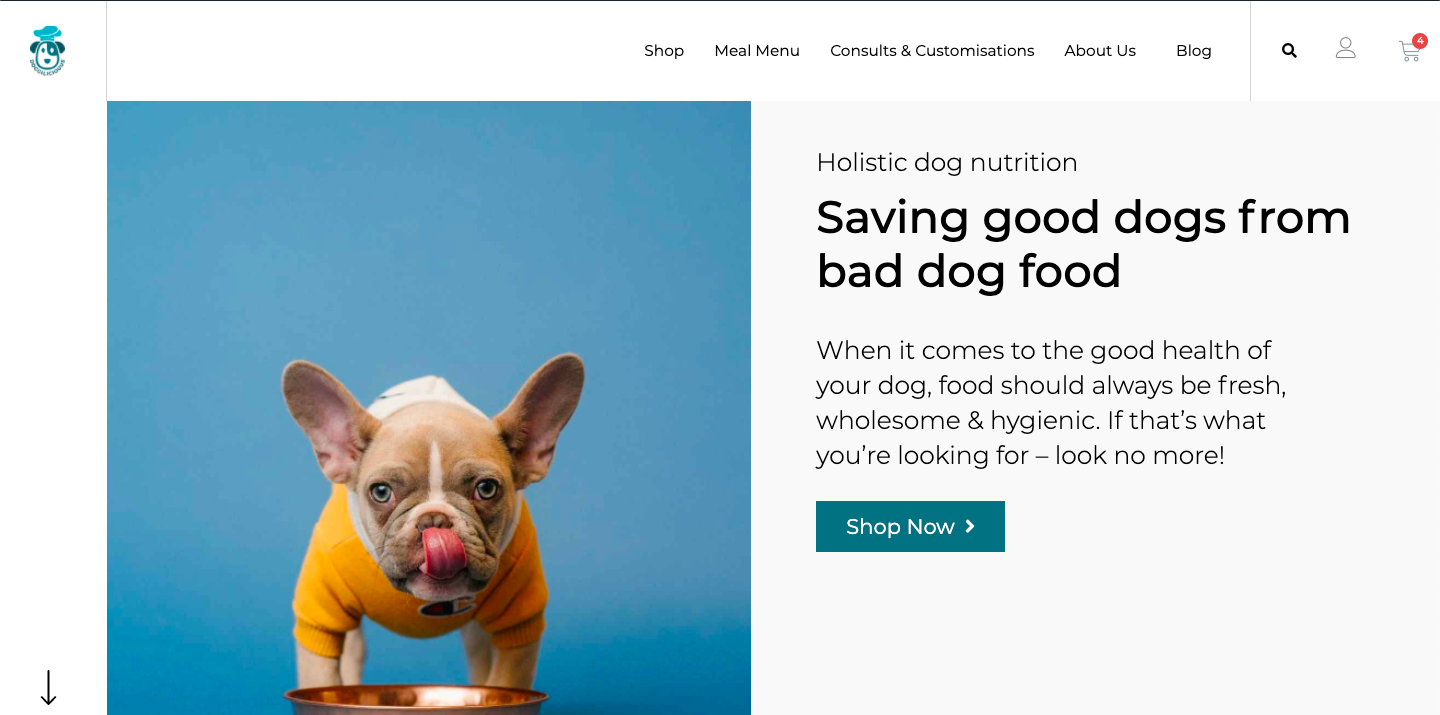 Shop
Meal Menu
Consults & Customisations
About Us
Blog
4
Holistic dog nutrition
Saving good dogs from
bad dog food
When it comes to the good health of
your dog, food should always be fresh,
wholesome & hygienic. If that’s what
you’re looking for – look no more!
Shop Now